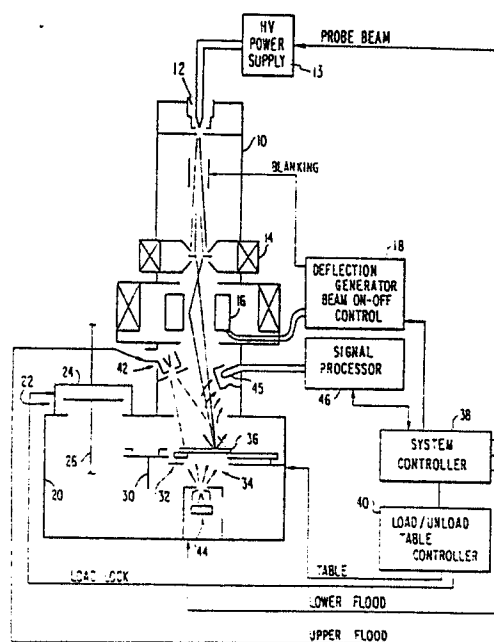 HV
POWER
SUPPLY
13
PROBE BEAM
12
10
BLANKING
14
18
DEFLECTION
GENERATOR
BEAM ON-OFF
CONTROL
16
SIGNAL
PROCESSOR
46
42
45
24
22
38
SYSTEM
CONTROLLER
36
26
20
30
32
34
40
LOAD/UNLOAD
TABLE
CONTROLLER
44
LOAD LOCK
TABLE
LOWER FLOOD
UPPER FLOOD